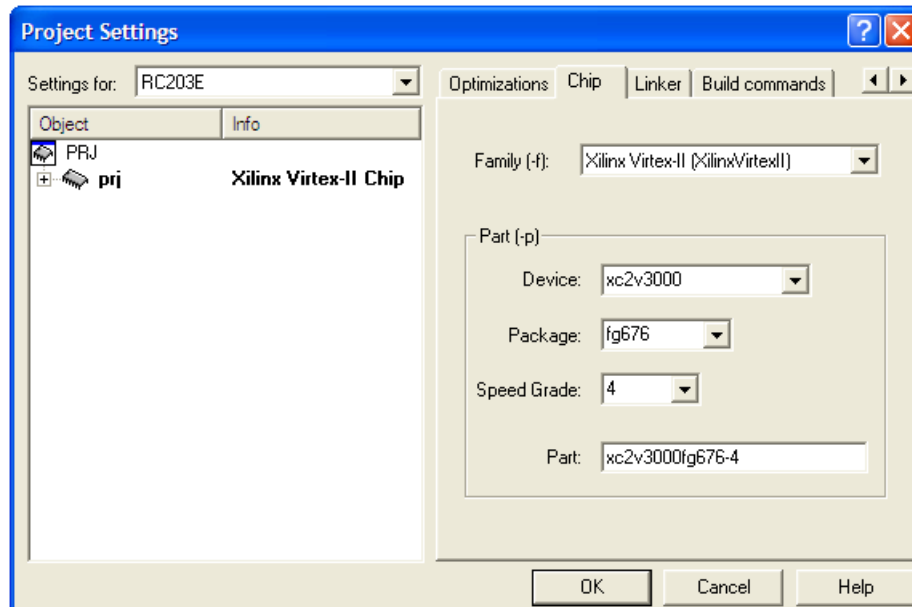 Project Settings
Settings for: RC203E
Object Info
PRJ
prj Xilinx Virtex-II Chip
Optimizations Chip Linker Build commands
Family (-f): Xilinx Virtex-II (XilinxVirtexII)
Part (-p)
Device: xc2v3000
Package: fg676
Speed Grade: 4
Part: xc2v3000fg676-4
OK Cancel Help